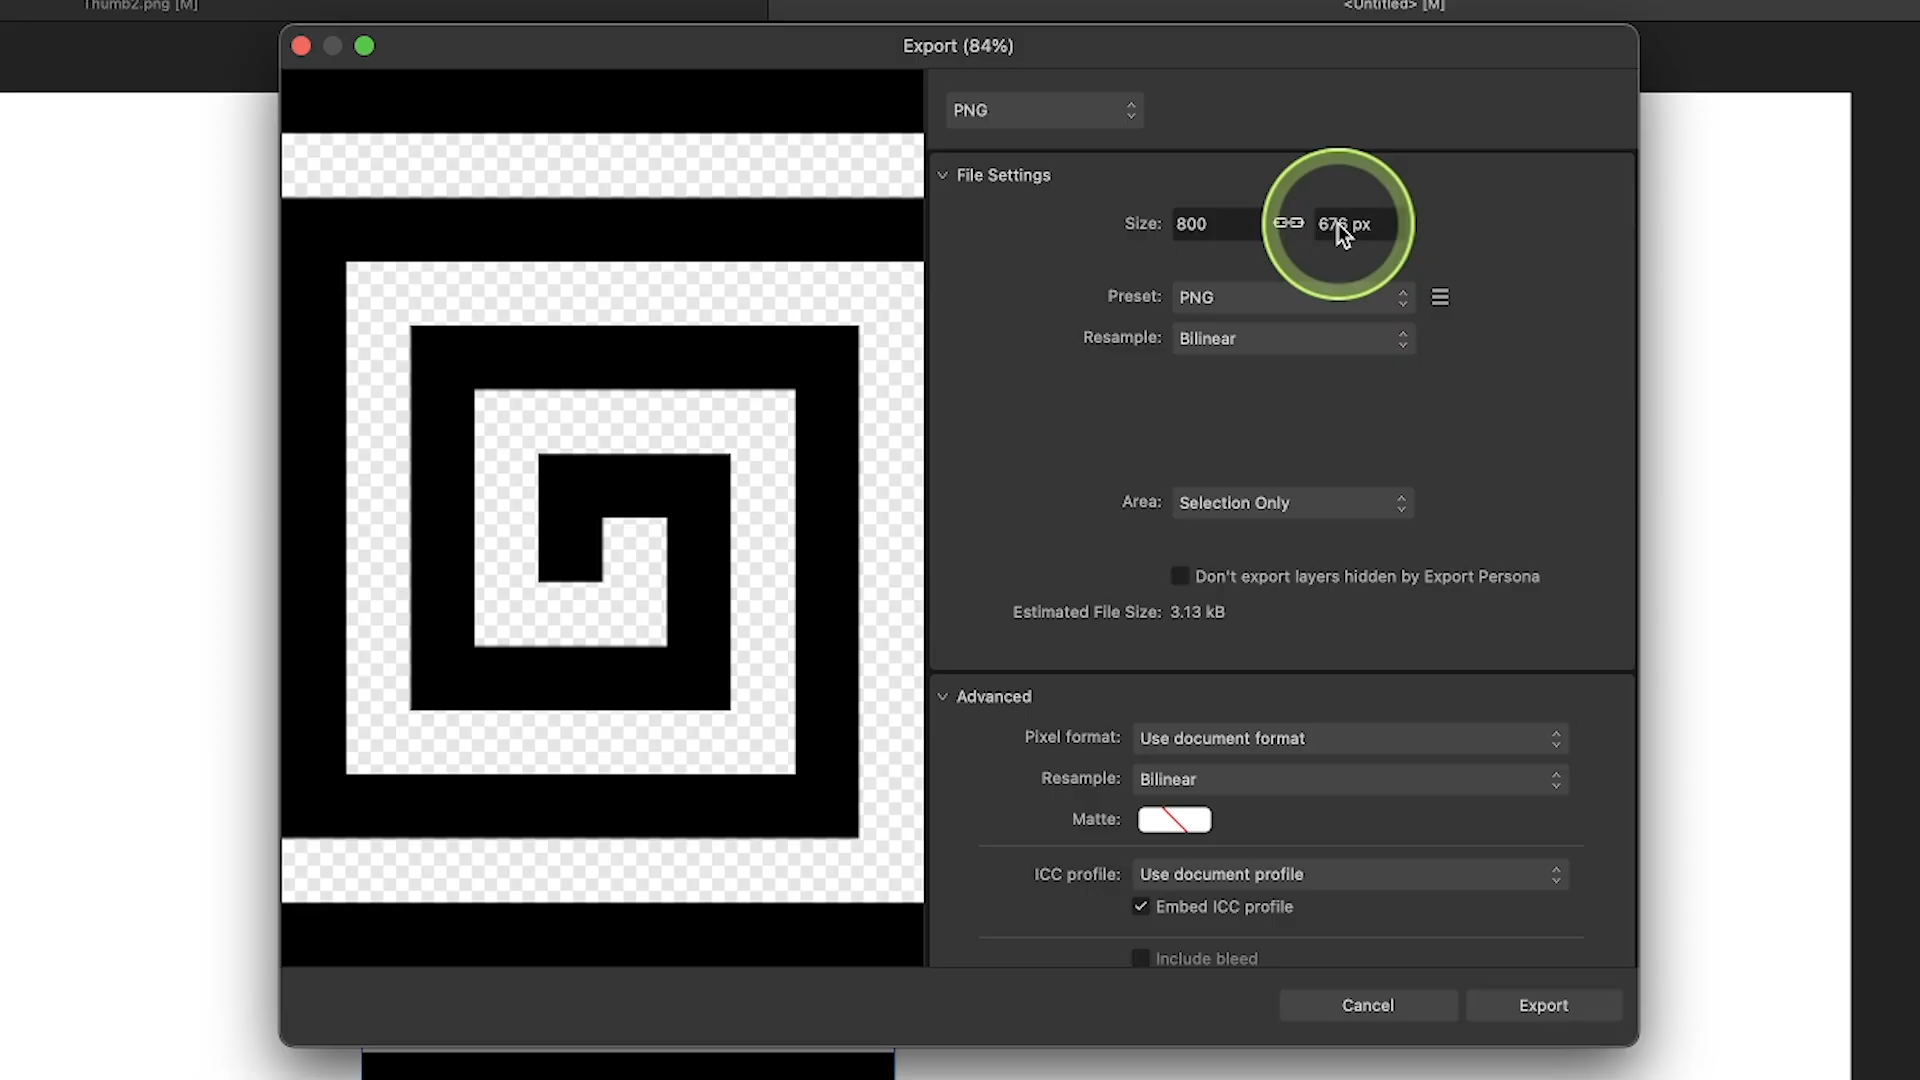 Thumb2.png [M]
<Untitled> [M]
Export (84%)
PNG
File Settings
Size: 800 676 px
Preset: PNG
Resample: Bilinear
Area: Selection Only
Don't export layers hidden by Export Persona
Estimated File Size: 3.13 kB
Advanced
Pixel format: Use document format
Resample: Bilinear
Matte:
ICC profile: Use document profile
Embed ICC profile
Include bleed
Cancel Export